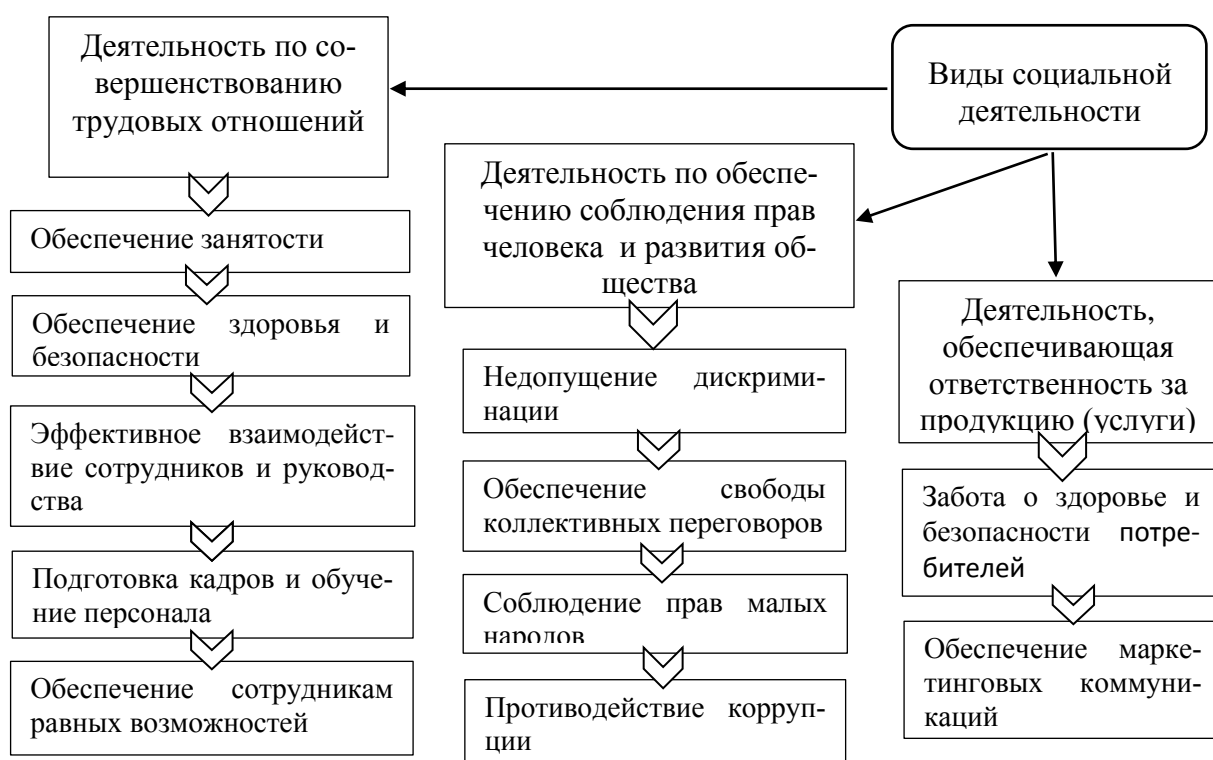 Виды социальной
деятельности
Деятельность по со-
вершенствованию
трудовых отношений
Обеспечение занятости
Обеспечение здоровья и
безопасности
Эффективное взаимодейст-
вие сотрудников и руковод-
ства
Подготовка кадров и обуче-
ние персонала
Обеспечение сотрудникам
равных возможностей
Деятельность по обеспе-
чению соблюдения прав
человека и развития об-
щества
Недопущение дискрими-
нации
Обеспечение свободы
коллективных переговоров
Соблюдение прав малых
народов
Противодействие корруп-
ции
Деятельность,
обеспечивающая
ответственность за
продукцию (услуги)
Забота о здоровье и
безопасности потре-
бителей
Обеспечение марке-
тинговых коммуни-
каций